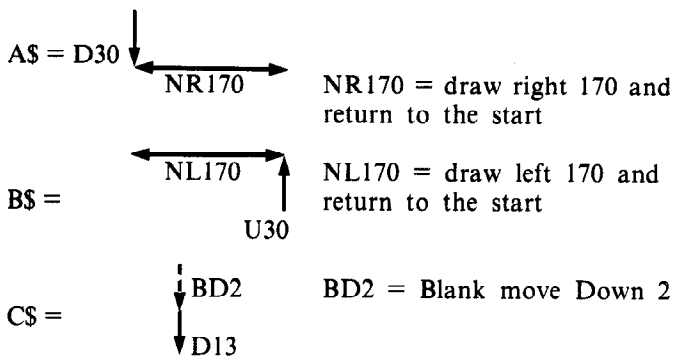 A$ = D30
NR170
NR170 = draw right 170 and
return to the start
NL170
NL170 = draw left 170 and
return to the start
B$ =
U30
BD2
BD2 = Blank move Down 2
C$ =
D13